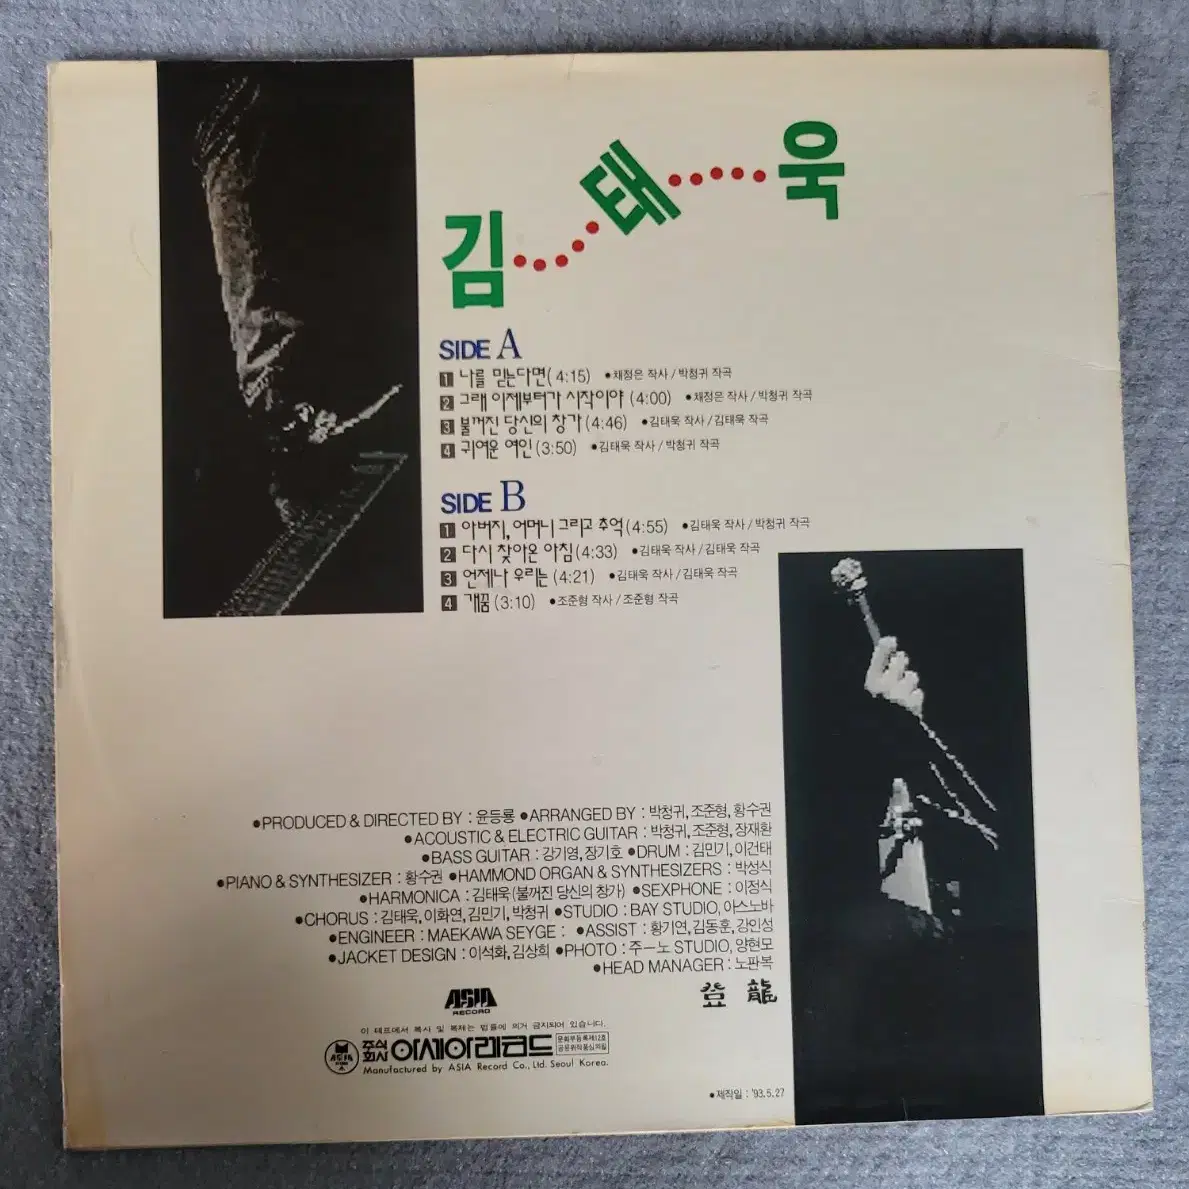 김.....태.....욱
SIDE A
1 나를 믿는다면(4:15) ●채정은 작사/박청귀 작곡
2 그래 이제부터가 시작이야(4:00) ●채정은 작사/박청귀 작곡
3 불꺼진 당신의 창가(4:46) ●김태욱 작사/김태욱 작곡
4 귀여운 여인(3:50) ●김태욱 작사/박청귀 작곡
SIDE B
1 아버지, 어머니 그리고 추억(4:55) ●김태욱 작사/박청귀 작곡
2 다시 찾아온 아침(4:33) ●김태욱 작사/김태욱 작곡
3 언제나 우리는(4:21) ●김태욱 작사/김태욱 작곡
4 개꿈(3:10) ●조준형 작사/조준형 작곡
●PRODUCED & DIRECTED BY : 윤등룡 ●ARRANGED BY : 박청귀, 조준형, 황수권
●ACOUSTIC & ELECTRIC GUITAR : 박청귀, 조준형, 장재환
●BASS GUITAR : 강기영, 장기호 ●DRUM : 김민기, 이건태
●PIANO & SYNTHESIZER : 황수권 ●HAMMOND ORGAN & SYNTHESIZERS : 박성식
●HARMONICA : 김태욱(불꺼진 당신의 창가) ●SEXPHONE : 이정식
●CHORUS : 김태욱, 이화연, 김민기, 박청귀 ●STUDIO : BAY STUDIO, 아스노바
●ENGINEER : MAEKAWA SEYGE : ●ASSIST : 황기연, 김동훈, 강인성
●JACKET DESIGN : 이석화, 김상희 ●PHOTO : 주ー노 STUDIO, 양현모
●HEAD MANAGER : 노판복
ASIA RECORD
登龍
이 테프에서 복사 및 복제는 법률에 의거 금지되어 있습니다.
주식회사 아세아레코드
Manufactured by ASIA Record Co., Ltd. Seoul Korea.
●제작일 : '93.5.27